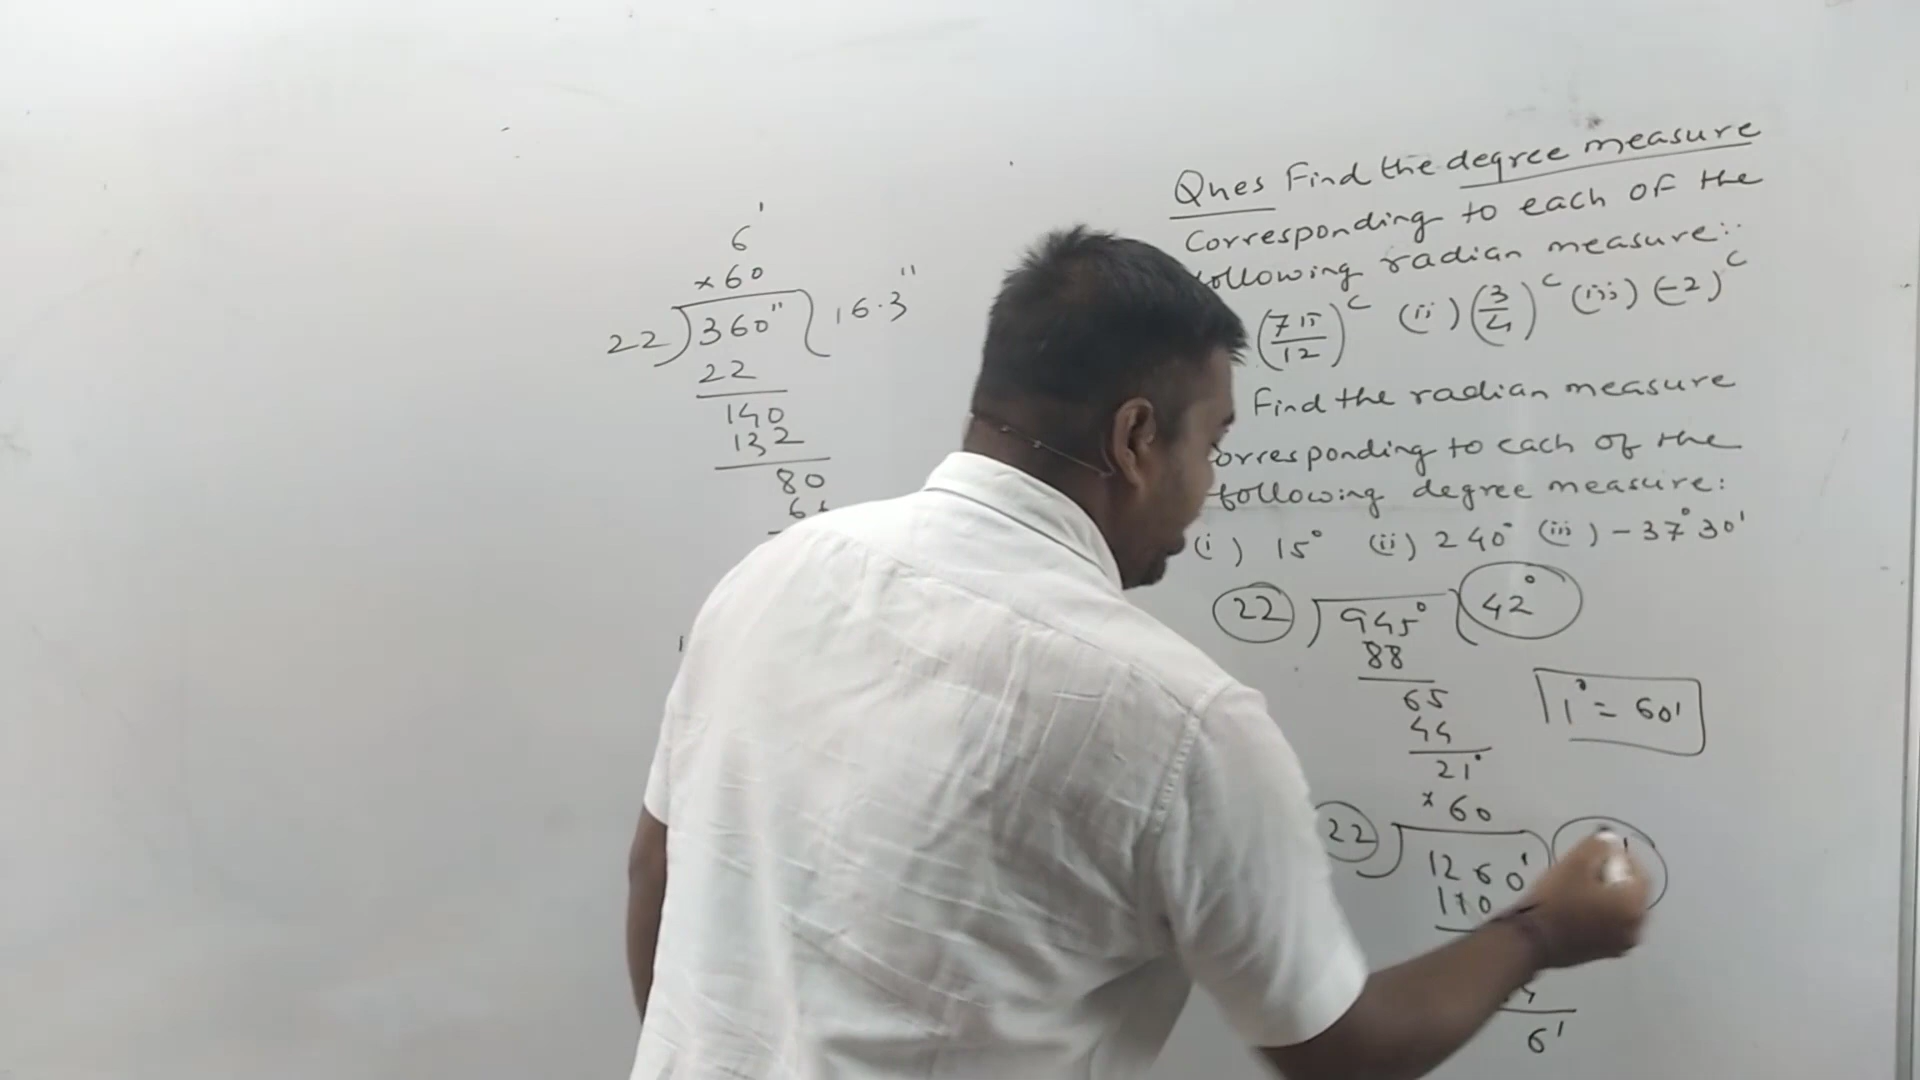 6'
×60
22)360"(16.3"
22
140
132
80
Ques Find the degree measure
corresponding to each of the
following radian measure:
(7π/12)ᶜ (ii) (3/4)ᶜ (iii) (-2)ᶜ
Find the radian measure
corresponding to each of the
following degree measure:
(i) 15° (ii) 240° (iii) -37°30'
22)945°(42°
88
65
44
21°
×60
1°=60'
22)1260'
110
6'